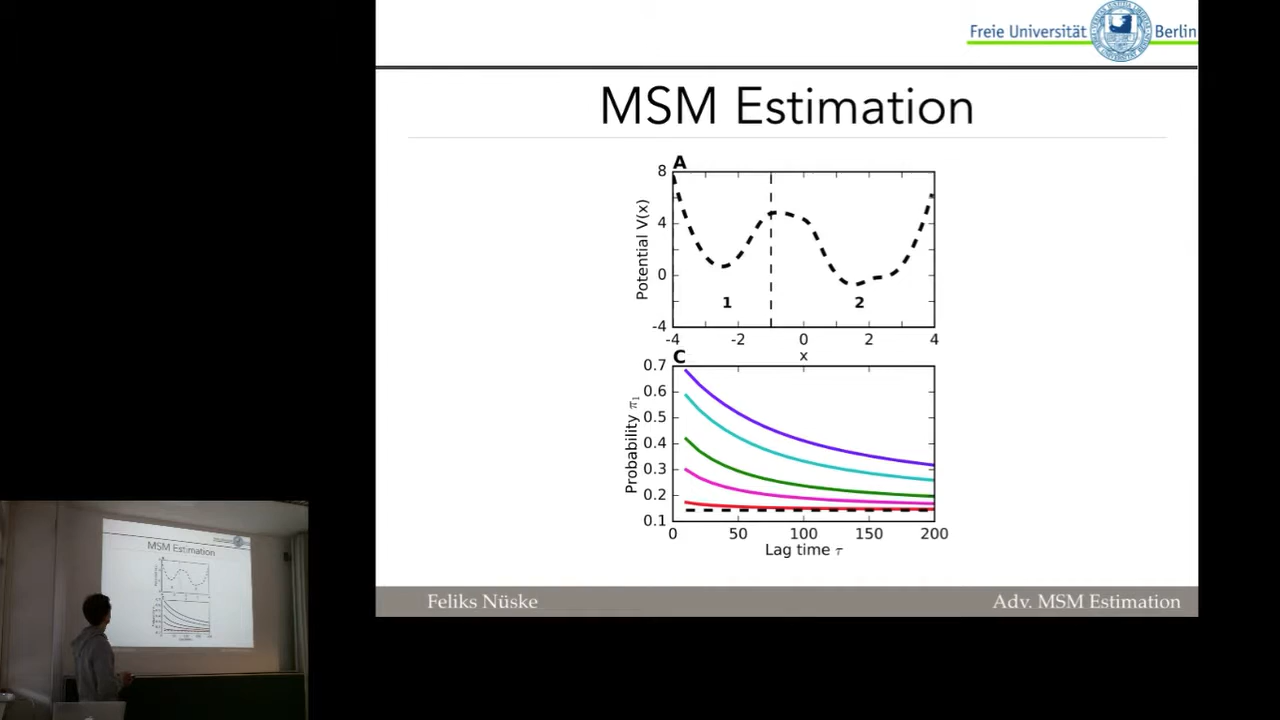 Freie Universität Berlin
MSM Estimation
A
8
4
0
-4
Potential V(x)
1
2
-4 -2 0 2 4
x
C
0.7
0.6
0.5
0.4
0.3
0.2
0.1
Probability π₁
0 50 100 150 200
Lag time τ
Feliks Nüske
Adv. MSM Estimation
MSM Estimation